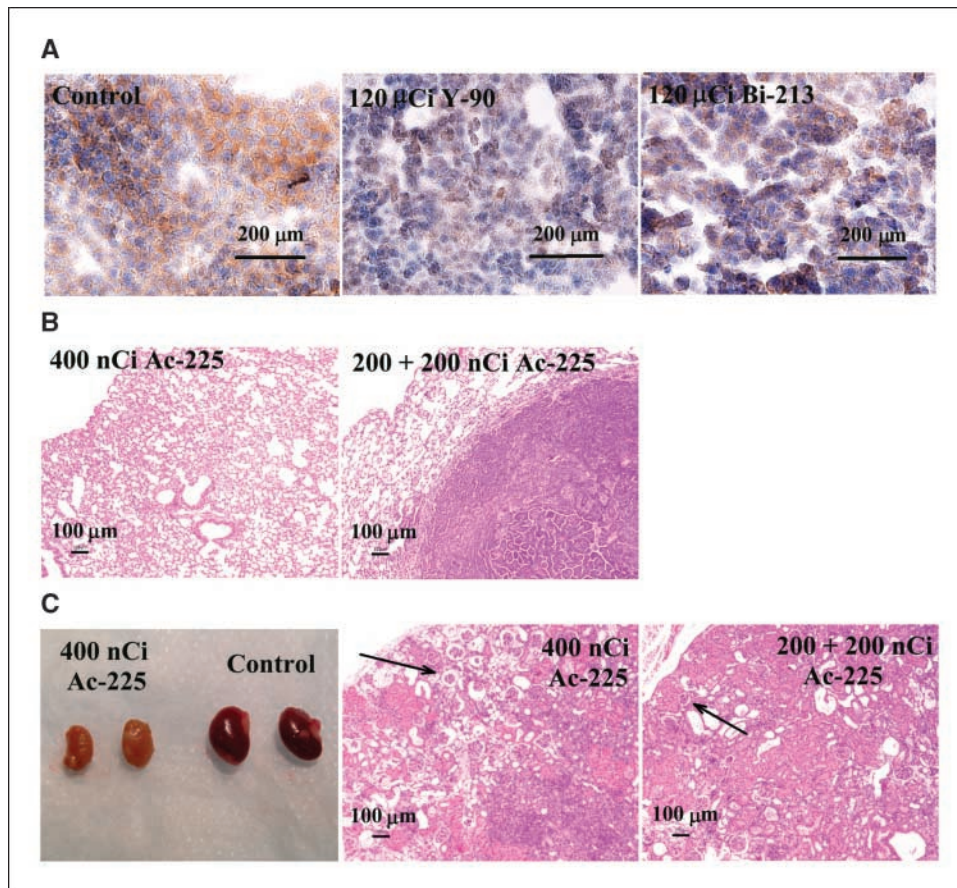 A
Control
120 μCi Y-90
120 μCi Bi-213
200 μm
200 μm
200 μm
B
400 nCi Ac-225
200 + 200 nCi Ac-225
100 μm
100 μm
C
400 nCi
Ac-225
Control
400 nCi
Ac-225
200 + 200 nCi
Ac-225
100 μm
100 μm